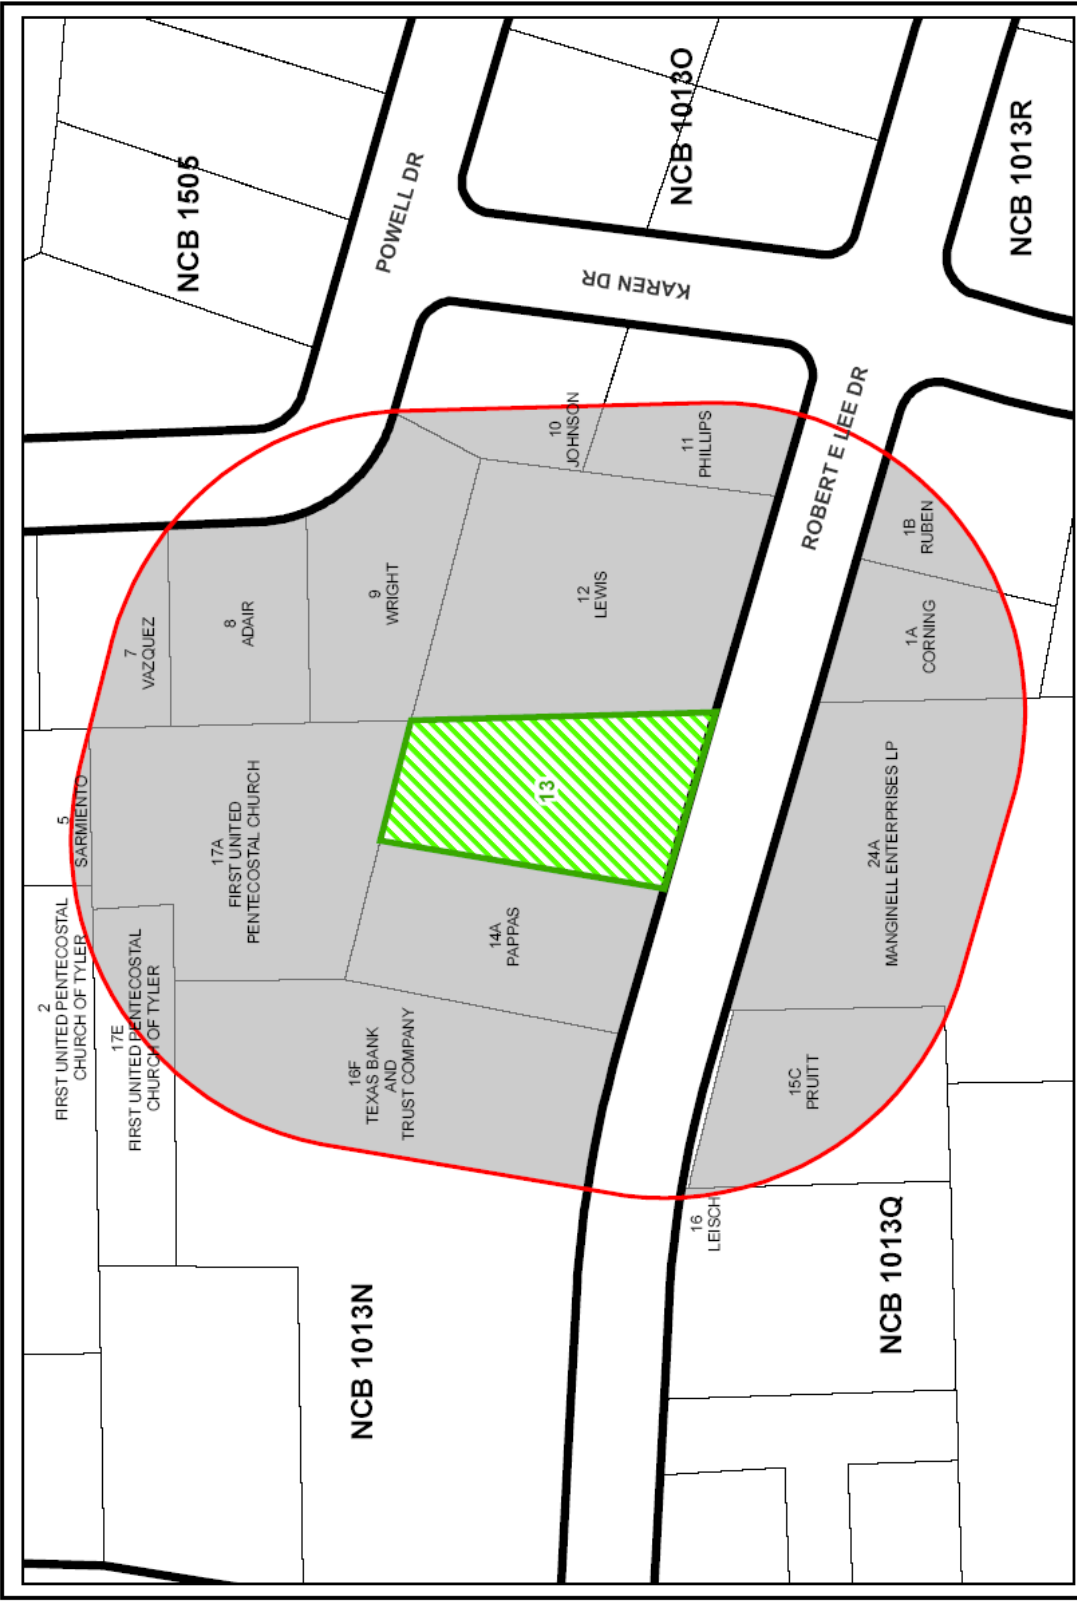 NCB 1505
POWELL DR
NCB 1013O
NCB 1013R
KAREN DR
ROBERT E LEE DR
10
JOHNSON
11
PHILLIPS
7
VAZQUEZ
8
ADAIR
9
WRIGHT
12
LEWIS
1B
RUBEN
1A
CORNING
5
SARMIENTO
17A
FIRST UNITED
PENTECOSTAL CHURCH
13
24A
MANGINELL ENTERPRISES LP
2
FIRST UNITED PENTECOSTAL
CHURCH OF TYLER
17E
FIRST UNITED PENTECOSTAL
CHURCH OF TYLER
14A
PAPPAS
16F
TEXAS BANK
AND
TRUST COMPANY
15C
PRUITT
16
LEISCH
NCB 1013N
NCB 1013Q